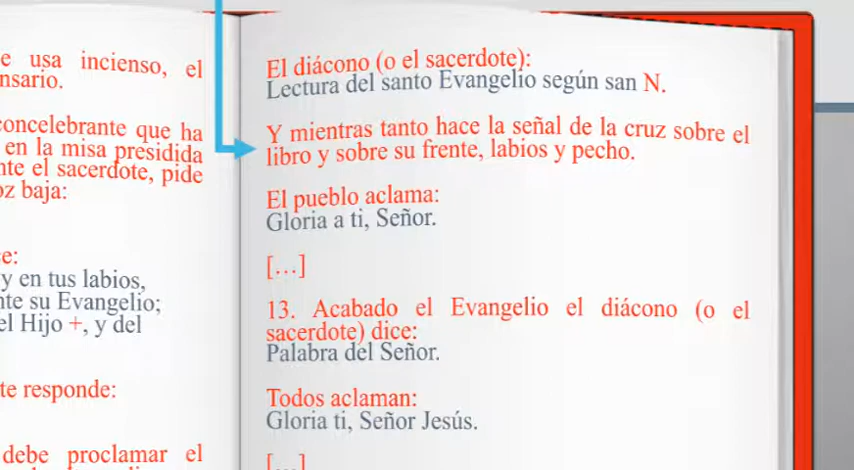 e usa incienso, el
nsario.
concelebrante que ha
en la misa presidida
nte el sacerdote, pide
oz baja:
e:
y en tus labios,
nte su Evangelio;
el Hijo +, y del
te responde:
debe proclamar el
El diácono (o el sacerdote):
Lectura del santo Evangelio según san N.
Y mientras tanto hace la señal de la cruz sobre el
libro y sobre su frente, labios y pecho.
El pueblo aclama:
Gloria a ti, Señor.
[...]
13. Acabado el Evangelio el diácono (o el
sacerdote) dice:
Palabra del Señor.
Todos aclaman:
Gloria ti, Señor Jesús.
[...]